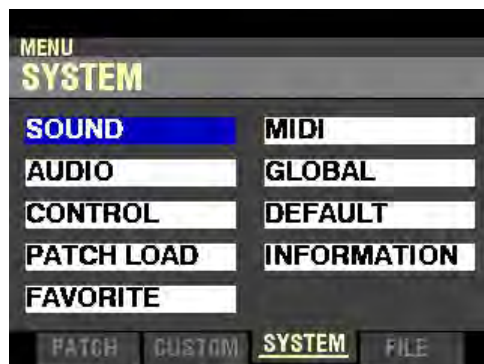 MENU
SYSTEM
SOUND
MIDI
AUDIO
GLOBAL
CONTROL
DEFAULT
PATCH LOAD
INFORMATION
FAVORITE
PATCH CUSTOM SYSTEM FILE